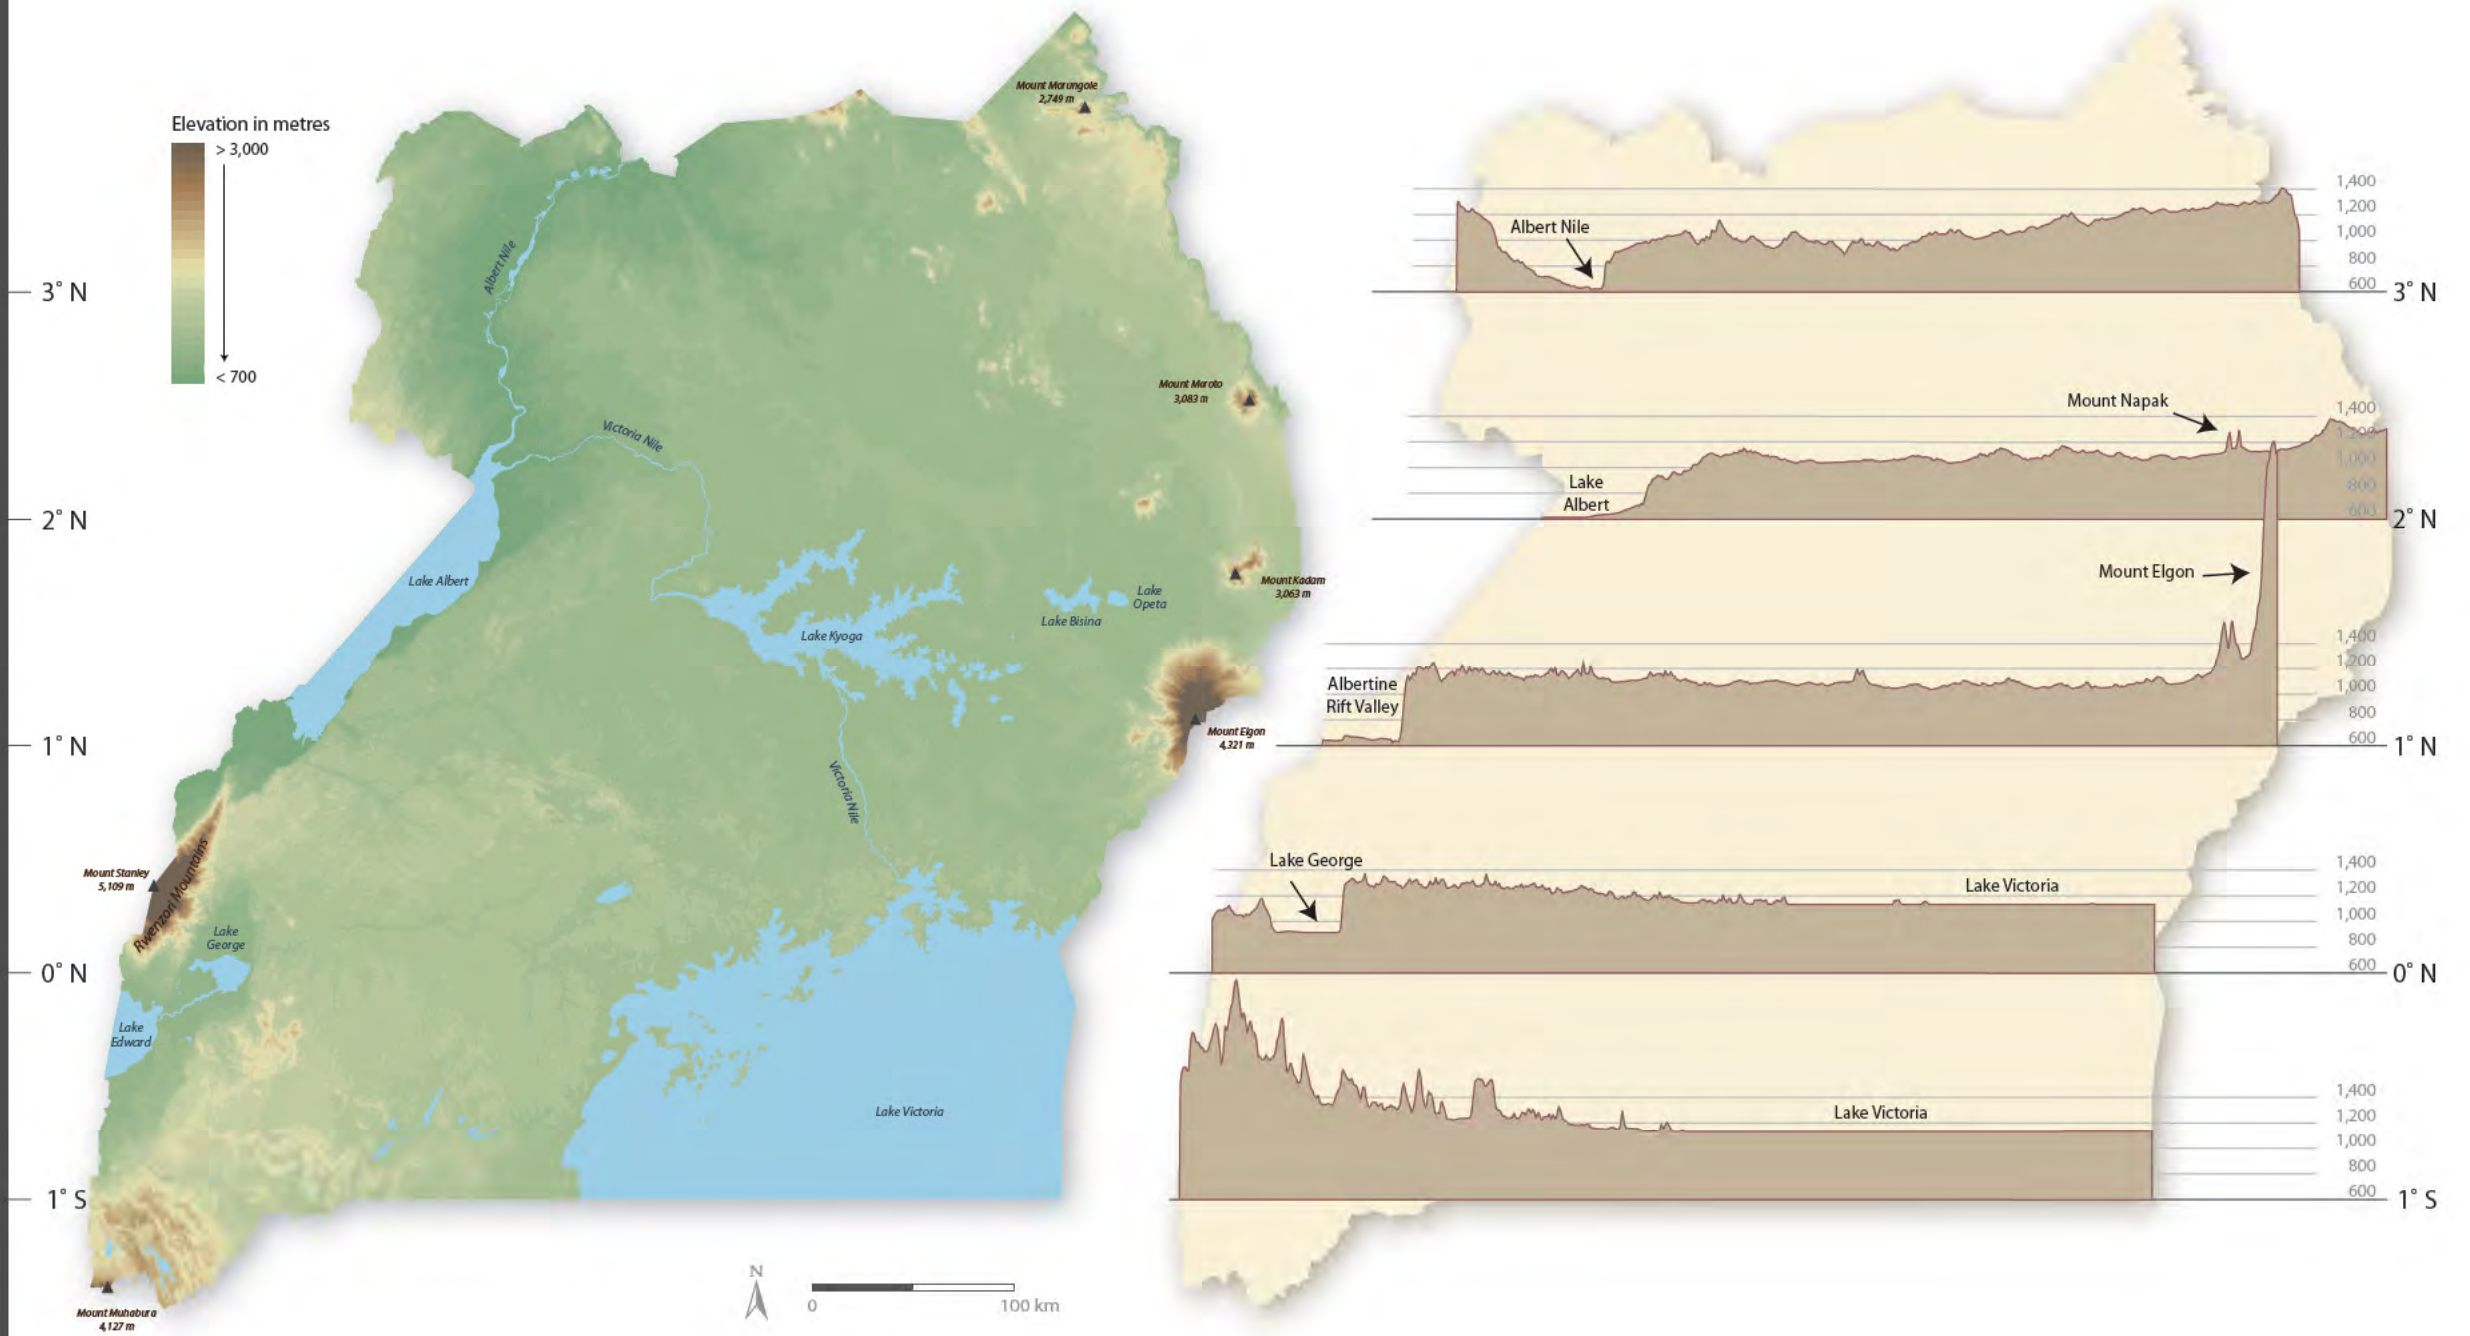 Elevation in metres
> 3,000
< 700
3° N
2° N
1° N
0° N
1° S
Mount Morungole
2,749 m
Albert Nile
Mount Moroto
3,083 m
Victoria Nile
Lake Albert
Mount Kadam
3,063 m
Lake
Opeta
Lake Bisina
Lake Kyoga
Mount Elgon
4,321 m
Victoria Nile
Mount Stanley
5,109 m
Rwenzori Mountains
Lake
George
Lake
Edward
Lake Victoria
Mount Muhabura
4,127 m
N
0
100 km
Albert Nile
1,400
1,200
1,000
800
600
3° N
Mount Napak
Lake
Albert
1,400
1,200
1,000
800
600
2° N
Mount Elgon
Albertine
Rift Valley
1,400
1,200
1,000
800
600
1° N
Lake George
Lake Victoria
1,400
1,200
1,000
800
600
0° N
Lake Victoria
1,400
1,200
1,000
800
600
1° S